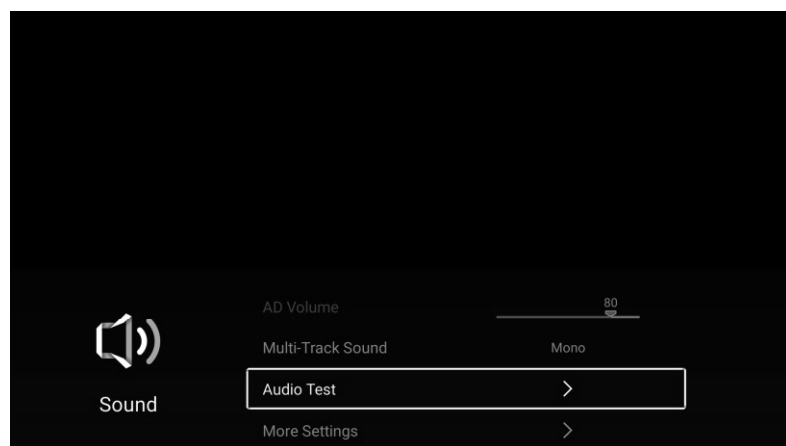 AD Volume
80
Multi-Track Sound
Mono
Audio Test
Sound
More Settings